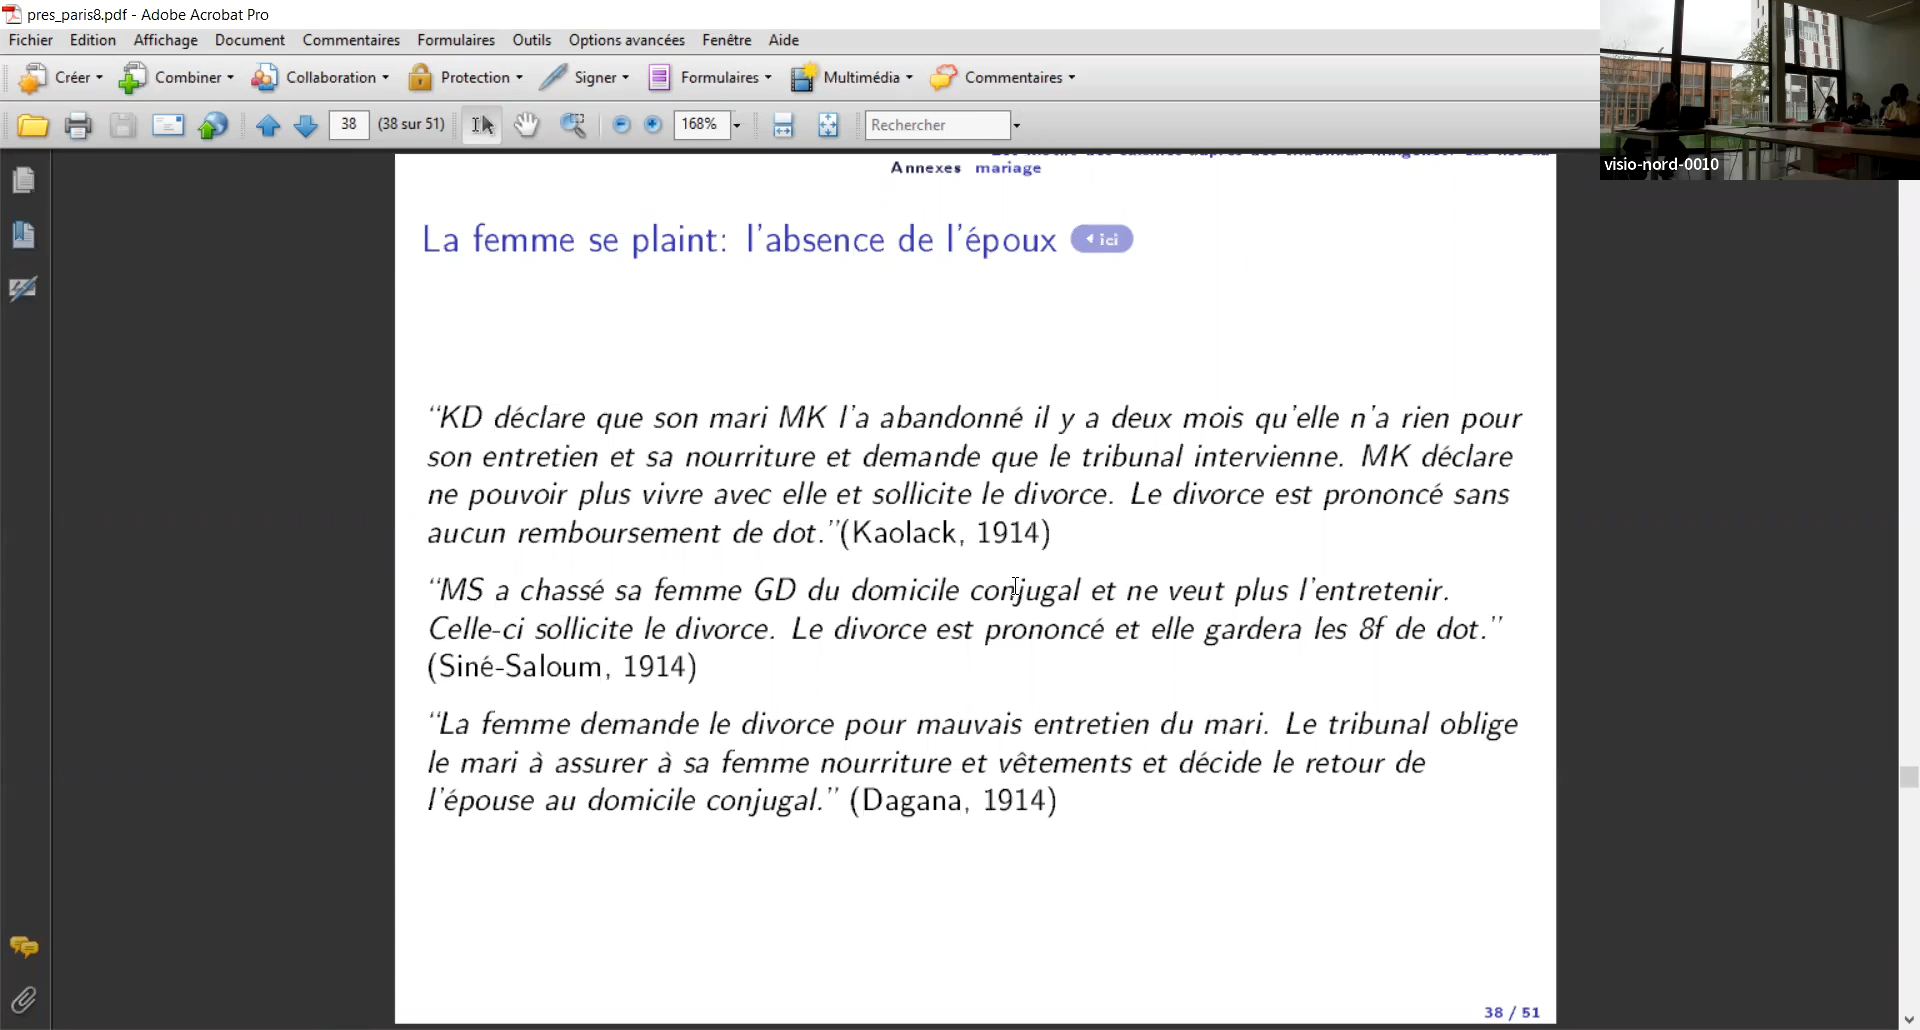 pres_paris8.pdf - Adobe Acrobat Pro
Fichier Edition Affichage Document Commentaires Formulaires Outils Options avancées Fenêtre Aide
Créer Combiner Collaboration Protection Signer Formulaires Multimédia Commentaires
38 (38 sur 51) 168% Rechercher
visio-nord-0010
Annexes mariage
La femme se plaint: l'absence de l'époux ici
“KD déclare que son mari MK l'a abandonné il y a deux mois qu'elle n'a rien pour
son entretien et sa nourriture et demande que le tribunal intervienne. MK déclare
ne pouvoir plus vivre avec elle et sollicite le divorce. Le divorce est prononcé sans
aucun remboursement de dot.”(Kaolack, 1914)
“MS a chassé sa femme GD du domicile conjugal et ne veut plus l'entretenir.
Celle-ci sollicite le divorce. Le divorce est prononcé et elle gardera les 8f de dot.”
(Siné-Saloum, 1914)
“La femme demande le divorce pour mauvais entretien du mari. Le tribunal oblige
le mari à assurer à sa femme nourriture et vêtements et décide le retour de
l'épouse au domicile conjugal.” (Dagana, 1914)
38 / 51